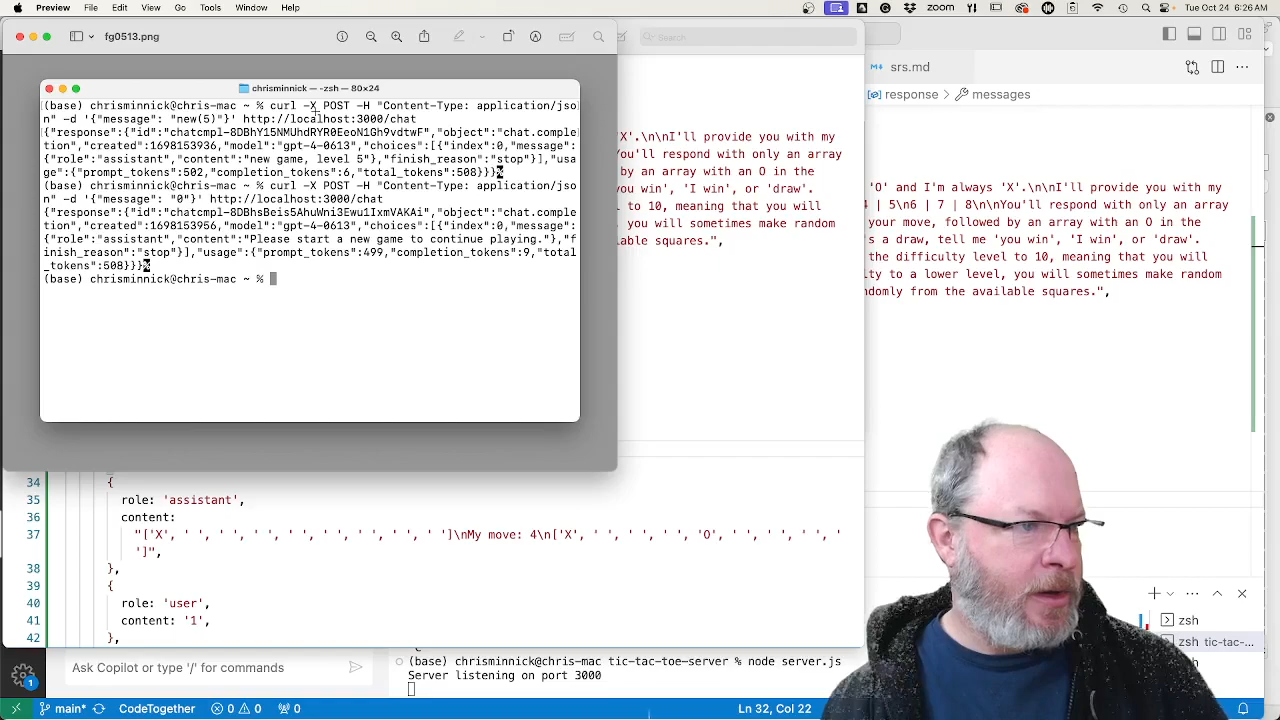 Preview File Edit View Go Tools Window Help
zoom
Tue Oct 24 6:26 AM
fg0513.png
Search
srs.md
response > messages
chrisminnick — -zsh — 80×24
(base) chrisminnick@chris-mac ~ % curl -X POST -H "Content-Type: application/jso
n" -d '{"message": "new(5)"}' http://localhost:3000/chat
{"response":{"id":"chatcmpl-8DBhY15NMUhdRYR0EeoN1Gh9vdtwF","object":"chat.comple
tion","created":1698153936,"model":"gpt-4-0613","choices":[{"index":0,"message":
{"role":"assistant","content":"new game, level 5"},"finish_reason":"stop"}],"usa
ge":{"prompt_tokens":502,"completion_tokens":6,"total_tokens":508}}}%
(base) chrisminnick@chris-mac ~ % curl -X POST -H "Content-Type: application/jso
n" -d '{"message": "0"}' http://localhost:3000/chat
{"response":{"id":"chatcmpl-8DBhsBeis5AhuWni3Ewu1IxmVAKAi","object":"chat.comple
tion","created":1698153956,"model":"gpt-4-0613","choices":[{"index":0,"message":
{"role":"assistant","content":"Please start a new game to continue playing."},"f
inish_reason":"stop"}],"usage":{"prompt_tokens":499,"completion_tokens":9,"total
_tokens":508}}}%
(base) chrisminnick@chris-mac ~ %
'X'.\n\nI'll provide you with my
You'll respond with only an array
by an array with an O in the
you win', 'I win', or 'draw'.
l to 10, meaning that you will
, you will sometimes make random
lable squares.",
'O' and I'm always 'X'.\n\nI'll provide you with my
4 | 5\n6 | 7 | 8\n\nYou'll respond with only an array
your move, followed by an array with an O in the
's a draw, tell me 'you win', 'I win', or 'draw'.
the difficulty level to 10, meaning that you will
lty to a lower level, you will sometimes make random
domly from the available squares.",
34 {
35 role: 'assistant',
36 content:
37 "['X', ' ', ' ', ' ', ' ', ' ', ' ', ' ', ' ']\nMy move: 4\n['X', ' ', ' ', ' ', 'O', ' ', ' ', ' ', '
']",
38 },
39 {
40 role: 'user',
41 content: '1',
42 },
Ask Copilot or type '/' for commands
(base) chrisminnick@chris-mac tic-tac-toe-server % node server.js
Server listening on port 3000
zsh
zsh tic-tac-...
1
main* CodeTogether 0 0 0
Ln 32, Col 22